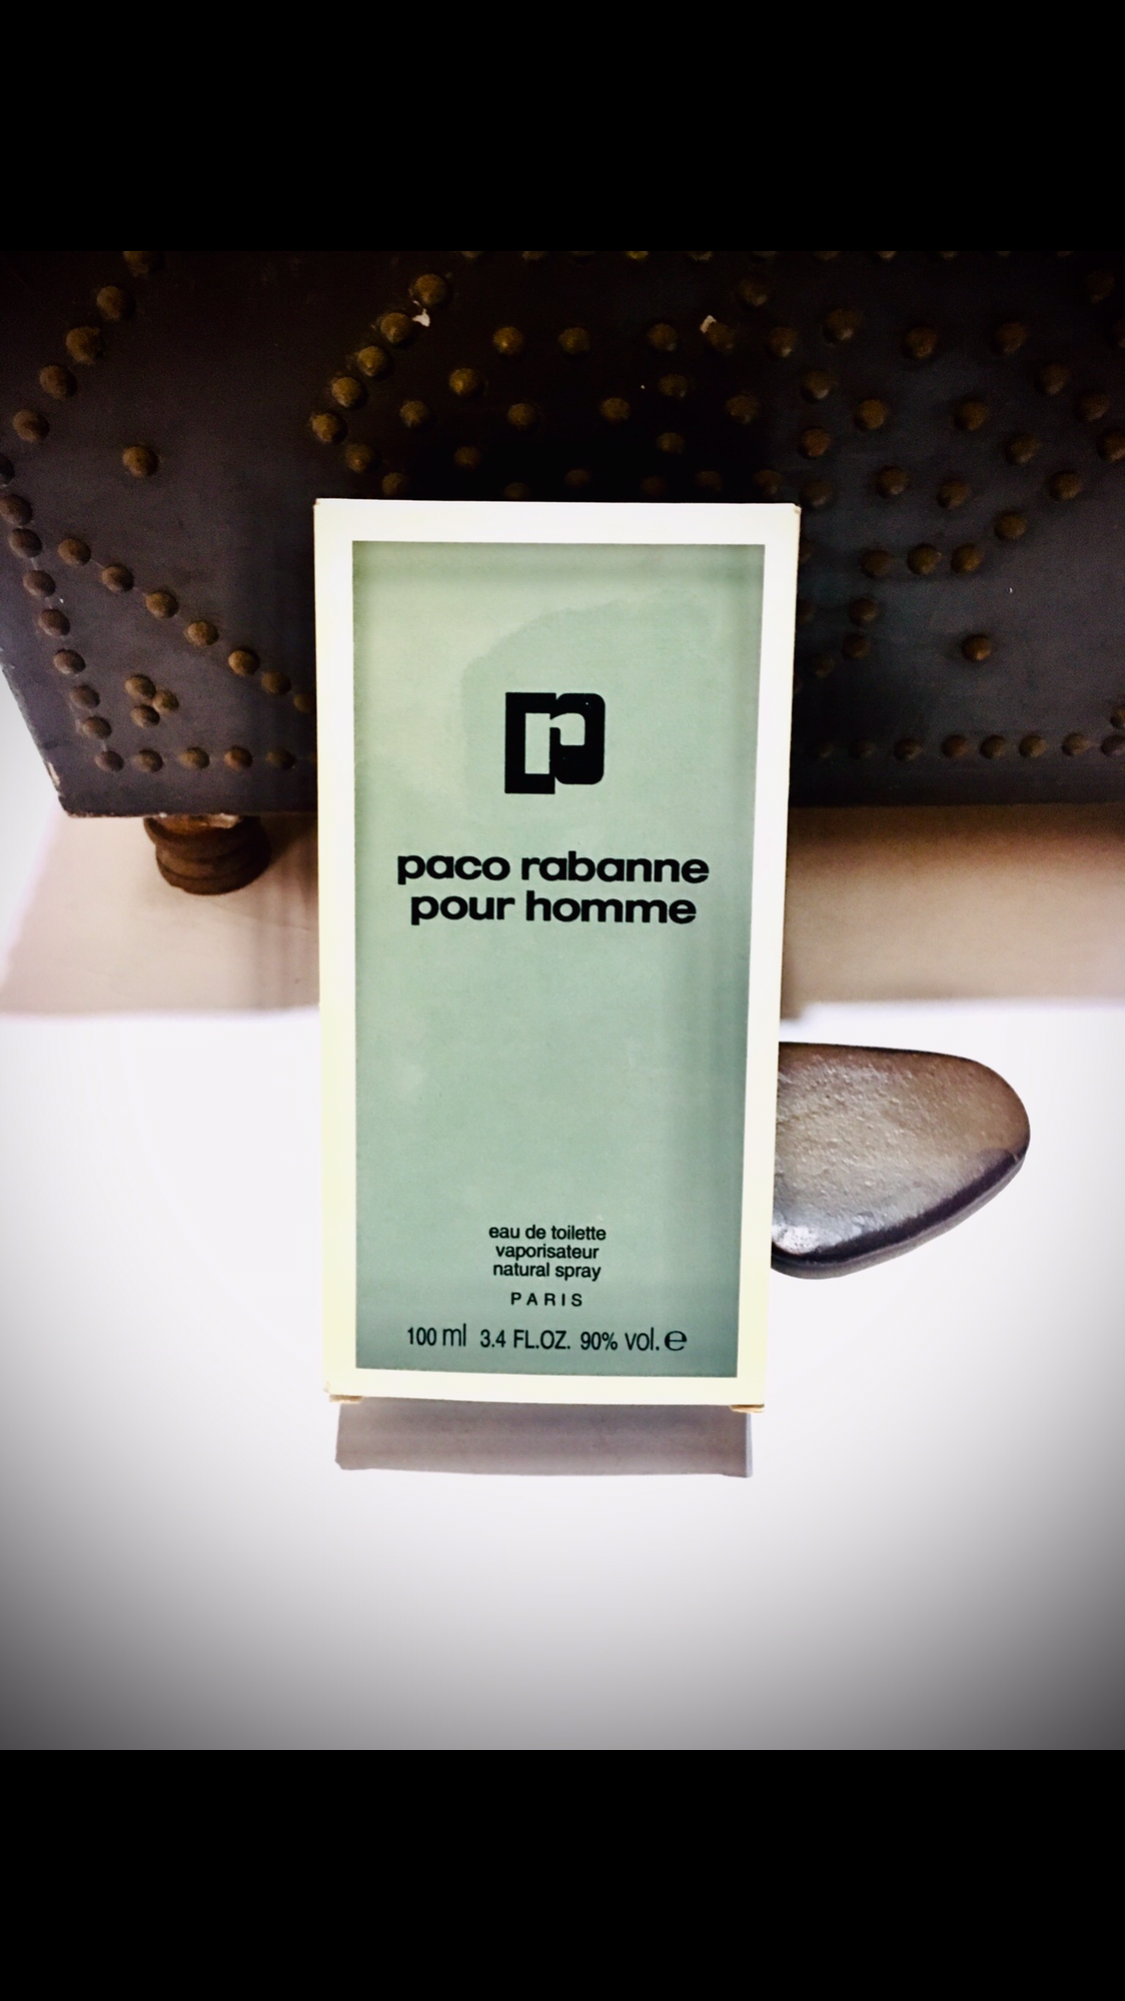 paco rabanne
pour homme
eau de toilette
vaporisateur
natural spray
PARIS
100 ml 3.4 FL.OZ. 90% vol. ℮